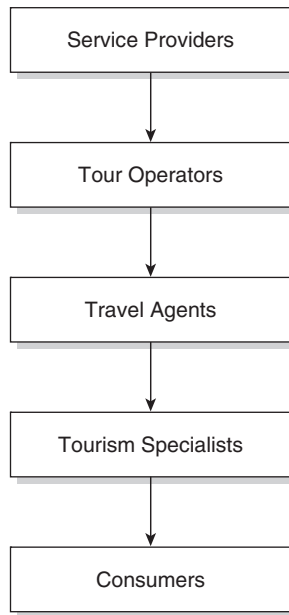 Service Providers
Tour Operators
Travel Agents
Tourism Specialists
Consumers